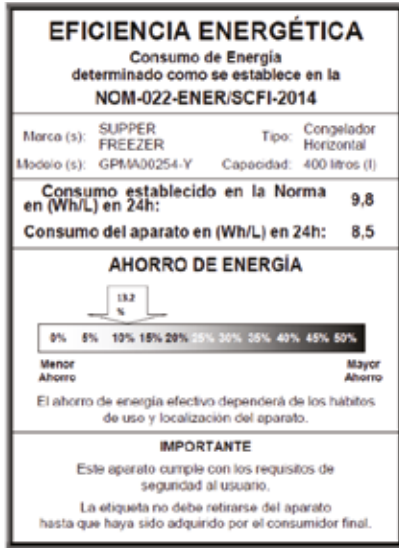 EFICIENCIA ENERGÉTICA
Consumo de Energía
determinado como se establece en la
NOM-022-ENER/SCFI-2014
Marca (s): SUPPER FREEZER Tipo: Congelador Horizontal
Modelo (s): GPMA00254-Y Capacidad: 400 litros (l)
Consumo establecido en la Norma
en (Wh/L) en 24h: 9,8
Consumo del aparato en (Wh/L) en 24h: 8,5
AHORRO DE ENERGÍA
13.2
%
0% 5% 10% 15% 20% 25% 30% 35% 40% 45% 50%
Menor Ahorro Mayor Ahorro
El ahorro de energía efectivo dependerá de los hábitos
de uso y localización del aparato.
IMPORTANTE
Este aparato cumple con los requisitos de
seguridad al usuario.
La etiqueta no debe retirarse del aparato
hasta que haya sido adquirido por el consumidor final.